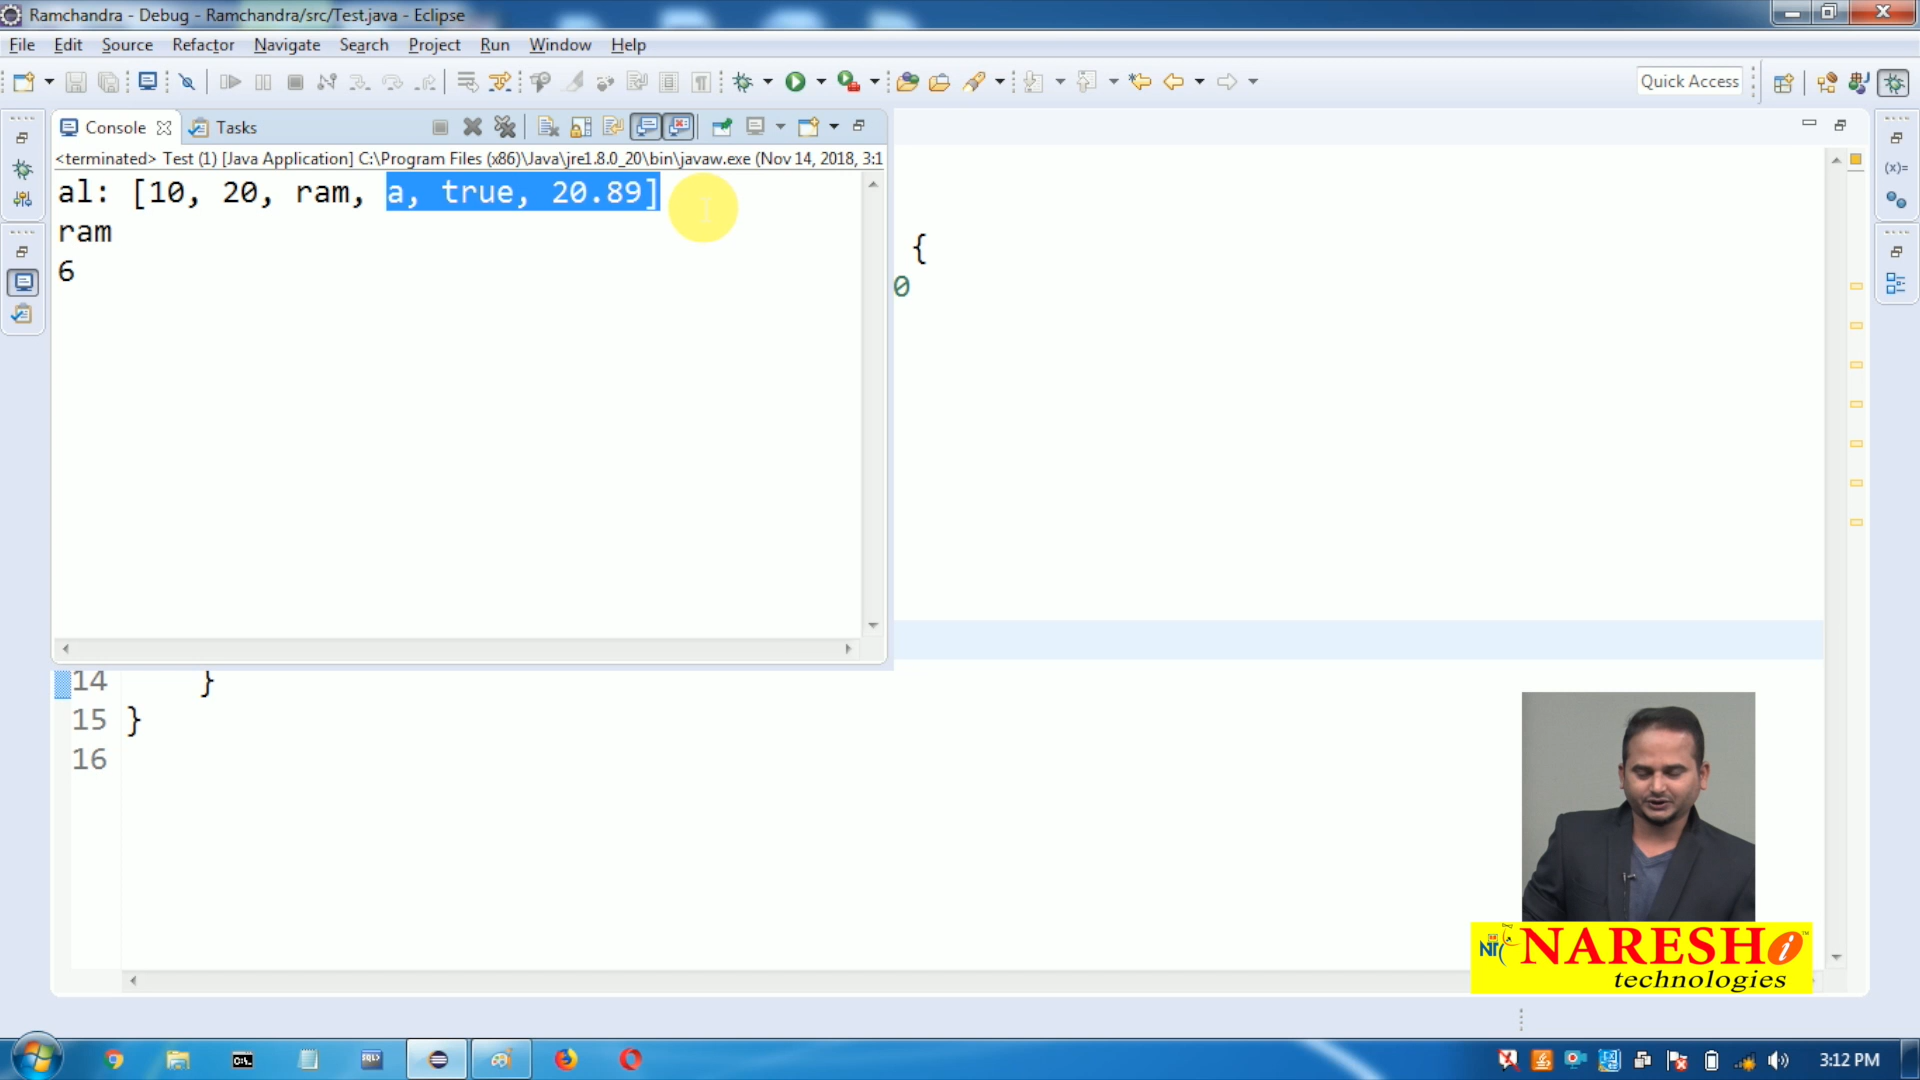 Ramchandra - Debug - Ramchandra/src/Test.java - Eclipse
File Edit Source Refactor Navigate Search Project Run Window Help
Quick Access
Console Tasks
<terminated> Test (1) [Java Application] C:\Program Files (x86)\Java\jre1.8.0_20\bin\javaw.exe (Nov 14, 2018, 3:1
al: [10, 20, ram, a, true, 20.89]
ram
6
{
0
14 }
15 }
16
NARESH i
technologies
3:12 PM